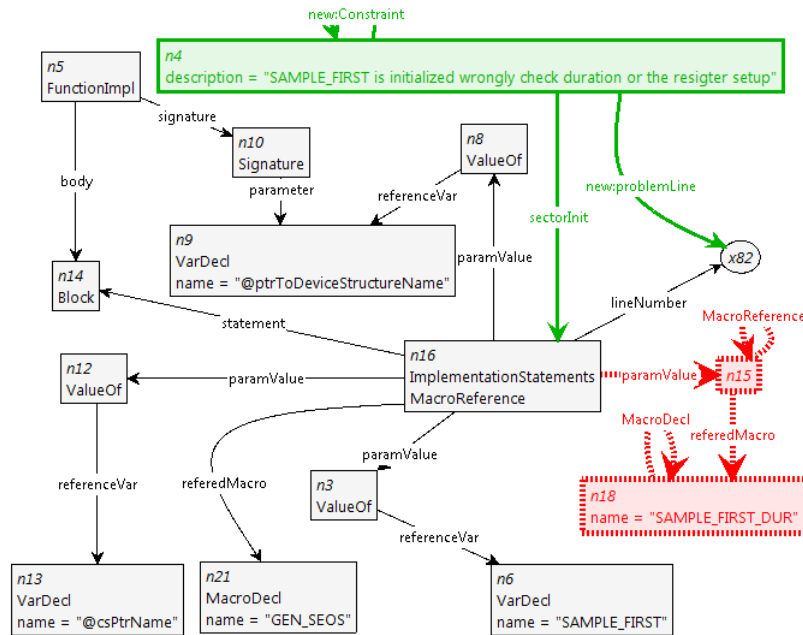 new:Constraint
n4
description = "SAMPLE_FIRST is initialized wrongly check duration or the resigter setup"
n5
FunctionImpl
signature
n10
Signature
n8
ValueOf
body
parameter
referenceVar
new:problemLine
sectorInit
n9
VarDecl
name = "@ptrToDeviceStructureName"
paramValue
x82
n14
Block
lineNumber
statement
MacroReference
n12
ValueOf
paramValue
n16
ImplementationStatements
MacroReference
paramValue
n15
MacroDecl
referedMacro
paramValue
referenceVar
referedMacro
n3
ValueOf
n18
name = "SAMPLE_FIRST_DUR"
referenceVar
n13
VarDecl
name = "@csPtrName"
n21
MacroDecl
name = "GEN_SEOS"
n6
VarDecl
name = "SAMPLE_FIRST"